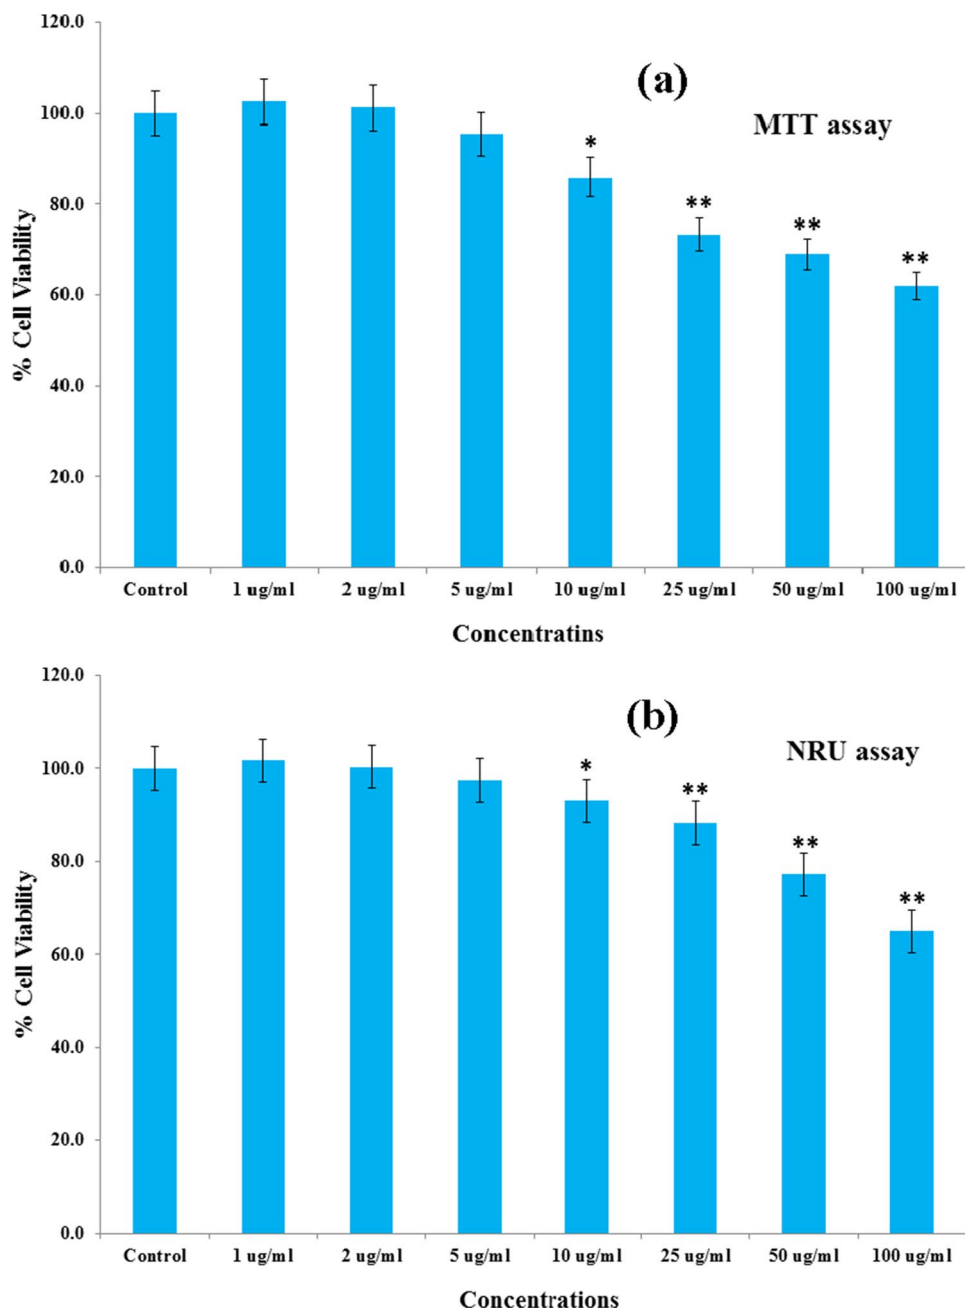 120.0
(a)
100.0
MTT assay
*
80.0
**
**
**
60.0
% Cell Viability
40.0
20.0
0.0
Control 1 ug/ml 2 ug/ml 5 ug/ml 10 ug/ml 25 ug/ml 50 ug/ml 100 ug/ml
Concentratins
120.0
(b)
NRU assay
100.0
*
**
80.0
**
**
60.0
% Cell Viability
40.0
20.0
0.0
Control 1 ug/ml 2 ug/ml 5 ug/ml 10 ug/ml 25 ug/ml 50 ug/ml 100 ug/ml
Concentrations